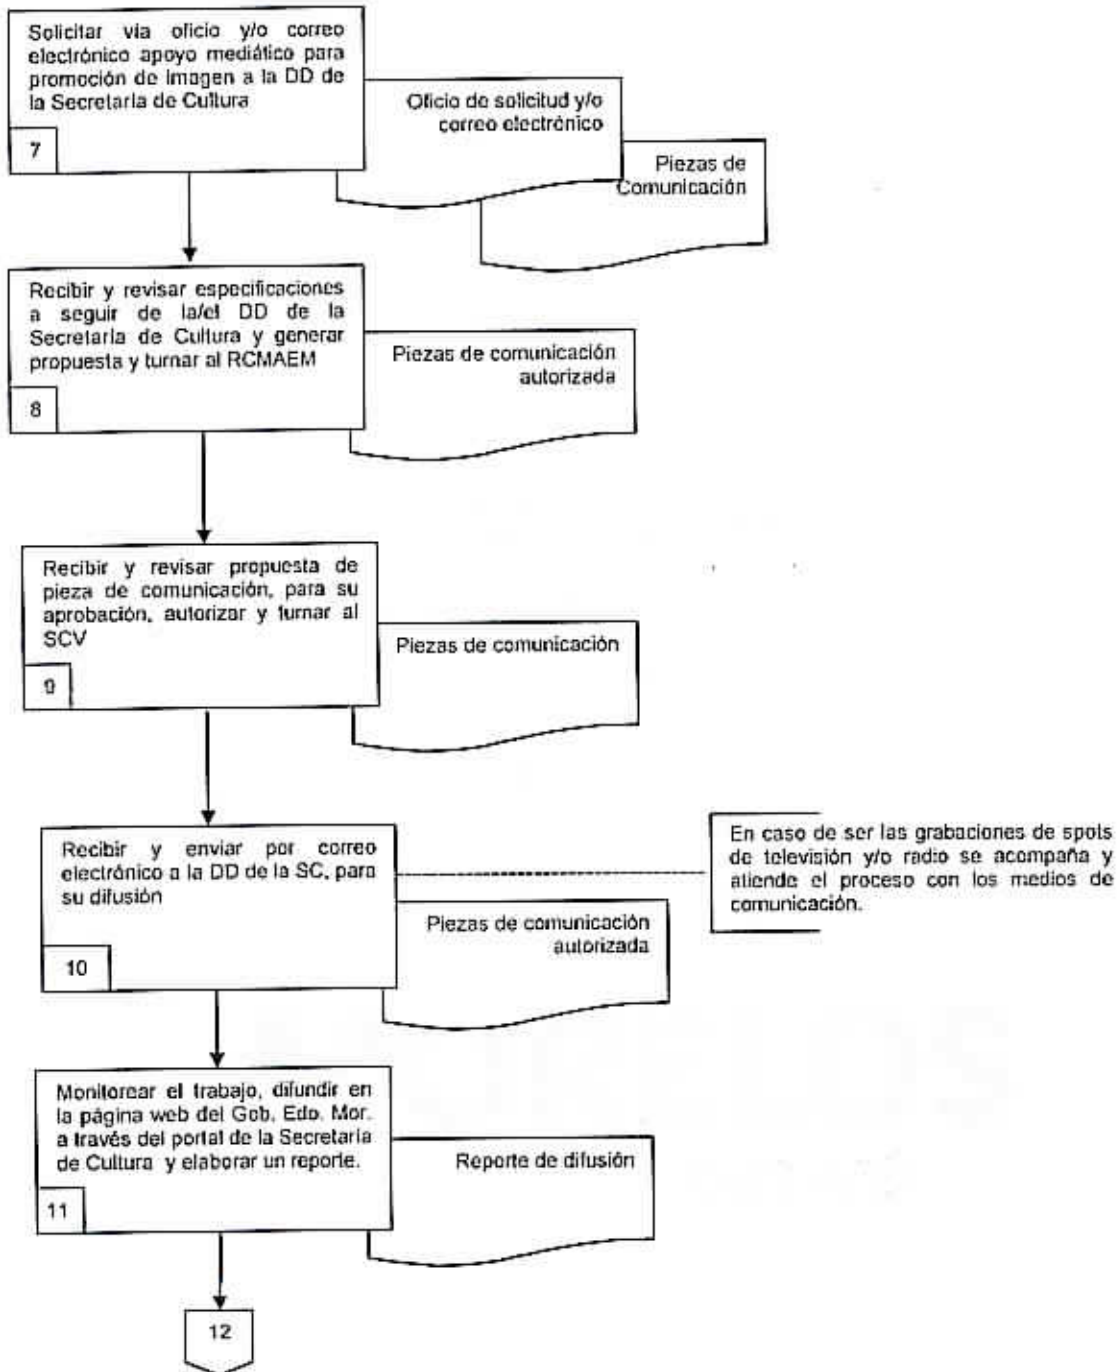 Solicitar vía oficio y/o correo
electrónico apoyo mediático para
promoción de imagen a la DD de
la Secretaría de Cultura
7
Oficio de solicitud y/o
correo electrónico
Piezas de
Comunicación
Recibir y revisar especificaciones
a seguir de la/el DD de la
Secretaría de Cultura y generar
propuesta y turnar al RCMAEM
8
Piezas de comunicación
autorizada
Recibir y revisar propuesta de
pieza de comunicación, para su
aprobación, autorizar y turnar al
SCV
9
Piezas de comunicación
Recibir y enviar por correo
electrónico a la DD de la SC, para
su difusión
10
Piezas de comunicación
autorizada
En caso de ser las grabaciones de spots
de televisión y/o radio se acompaña y
atiende el proceso con los medios de
comunicación.
Monitorear el trabajo, difundir en
la página web del Gob. Edo. Mor.
a través del portal de la Secretaría
de Cultura y elaborar un reporte.
11
Reporte de difusión
12